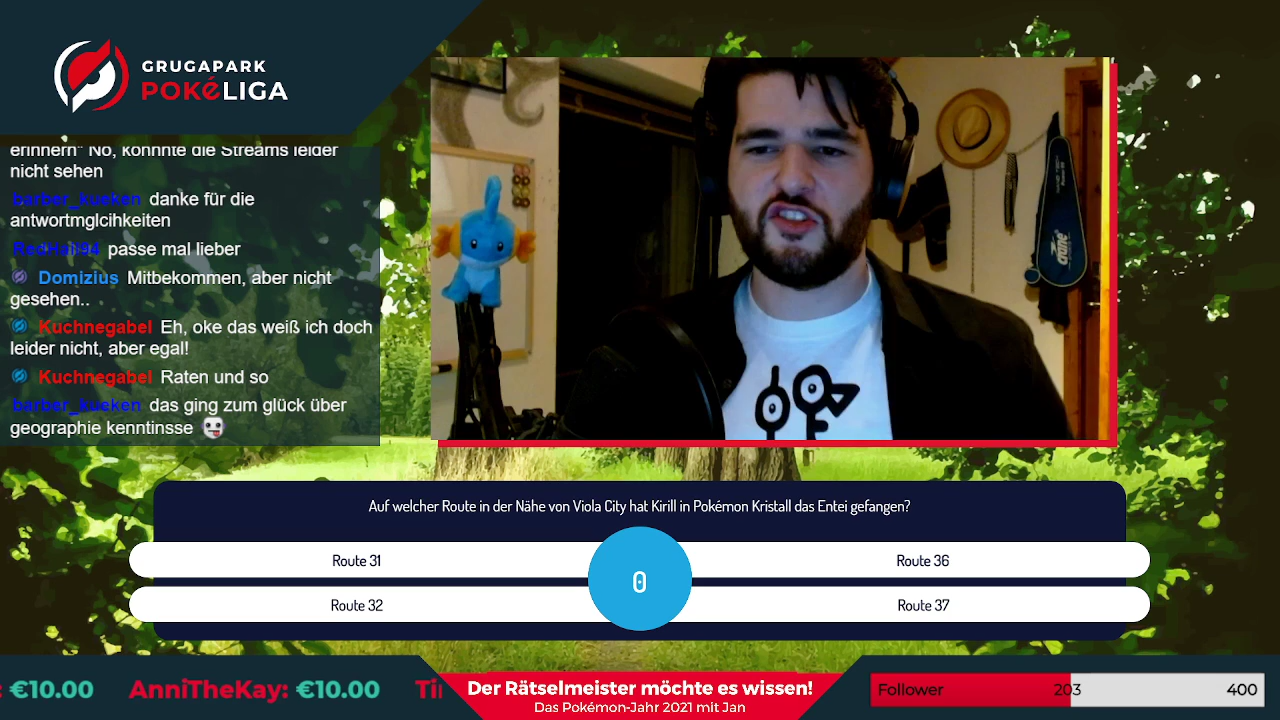 GRUGAPARK
POKéLIGA
erinnern" No, konnte die Streams leider
nicht sehen
barber_kueken danke für die
antwortmglcihkeiten
RedHail94 passe mal lieber
Domizius Mitbekommen, aber nicht
gesehen..
Kuchnegabel Eh, oke das weiß ich doch
leider nicht, aber egal!
Kuchnegabel Raten und so
barber_kueken das ging zum glück über
geographie kenntinsse
Auf welcher Route in der Nähe von Viola City hat Kirill in Pokémon Kristall das Entei gefangen?
Route 31
Route 36
0
Route 32
Route 37
: €10.00 AnniTheKay: €10.00
Der Rätselmeister möchte es wissen!
Das Pokémon-Jahr 2021 mit Jan
Follower 203 400